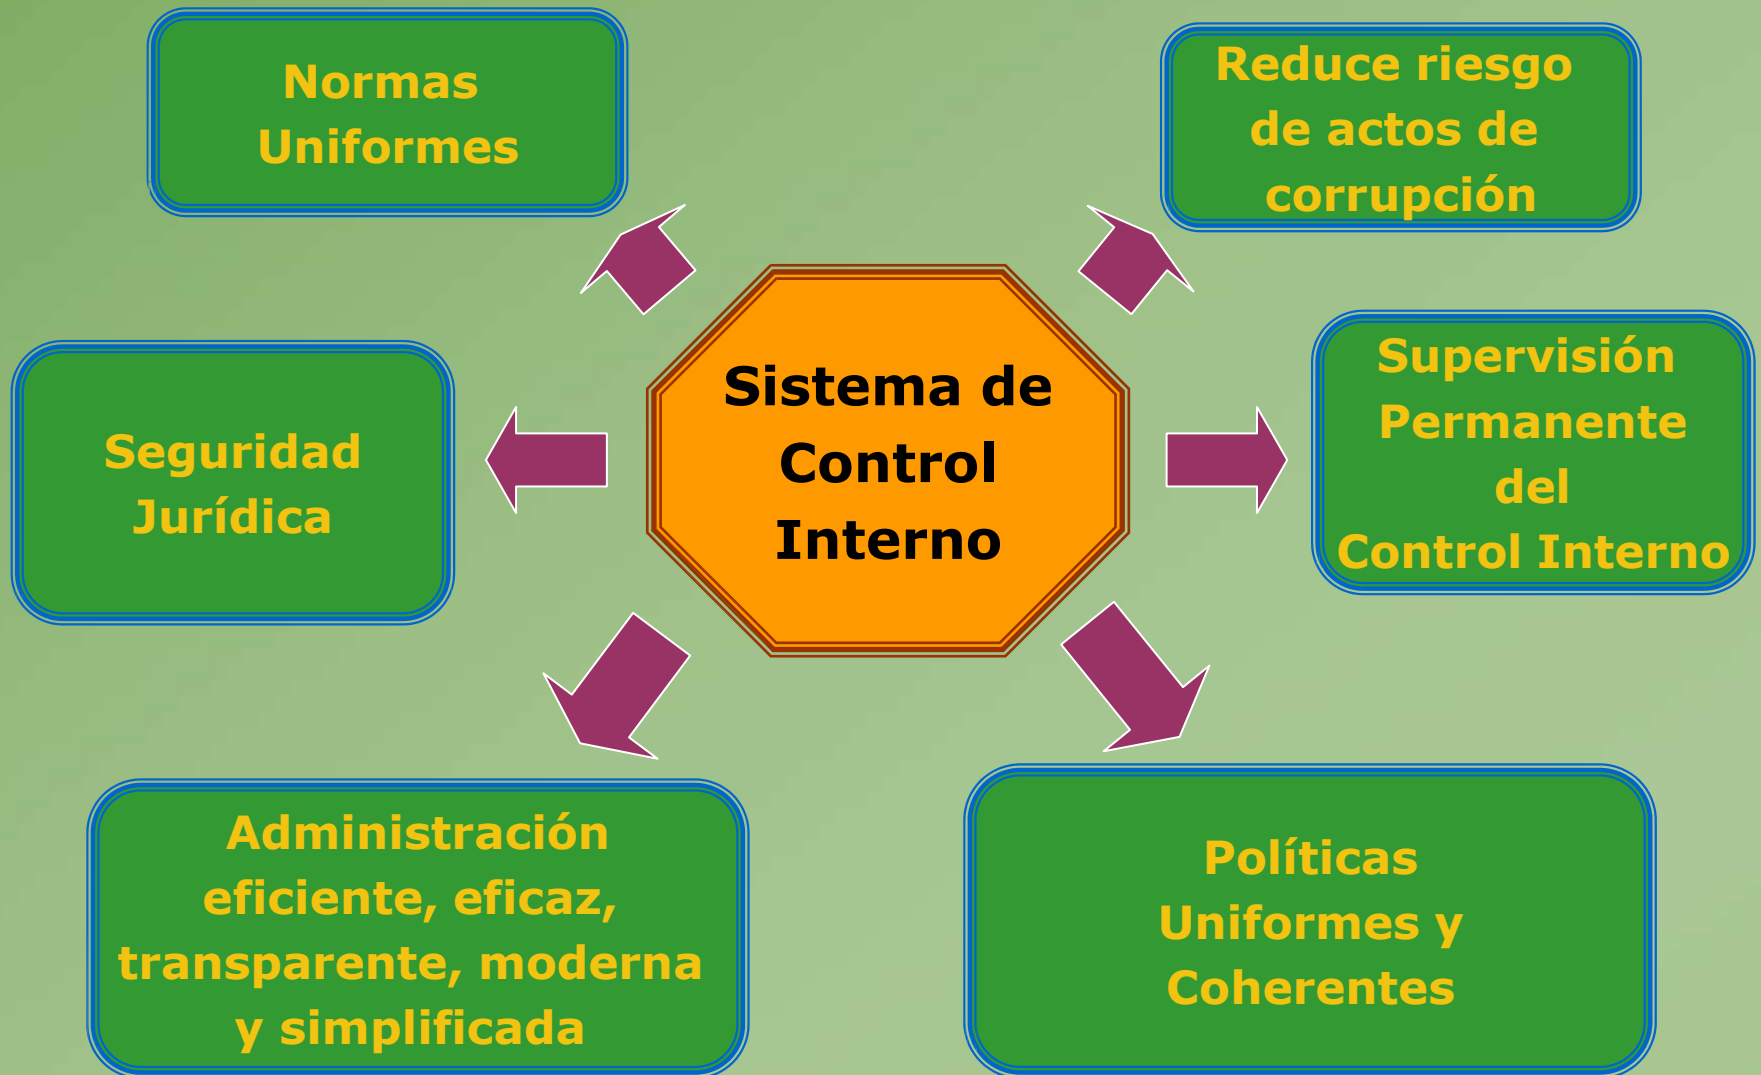 Normas
Uniformes
Reduce riesgo
de actos de
corrupción
Sistema de
Control
Interno
Seguridad
Jurídica
Supervisión
Permanente
del
Control Interno
Administración
eficiente, eficaz,
transparente, moderna
y simplificada
Políticas
Uniformes y
Coherentes